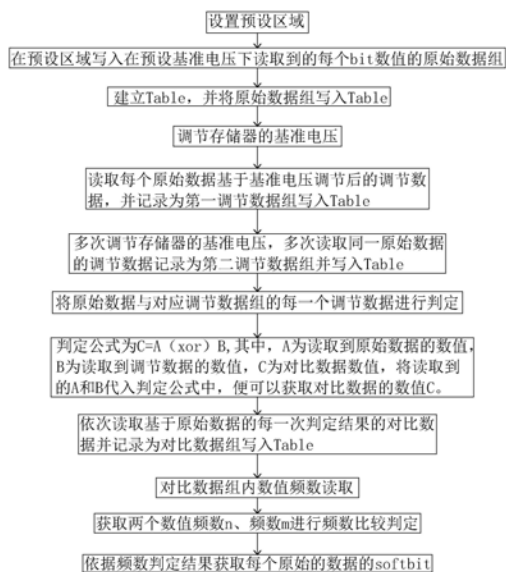 设置预设区域
在预设区域写入在预设基准电压下读取到的每个bit数值的原始数据组
建立Table，并将原始数据组写入Table
调节存储器的基准电压
读取每个原始数据基于基准电压调节后的调节数
据，并记录为第一调节数据组写入Table
多次调节存储器的基准电压，多次读取同一原始数据
的调节数据记录为第二调节数据组并写入Table
将原始数据与对应调节数据组的每一个调节数据进行判定
判定公式为C=A（xor）B,其中，A为读取到原始数据的数值，
B为读取到调节数据的数值，C为对比数据数值，将读取到
的A和B代入判定公式中，便可以获取对比数据的数值C。
依次读取基于原始数据的每一次判定结果的对比数
据并记录为对比数据组写入Table
对比数据组内数值频数读取
获取两个数值频数n、频数m进行频数比较判定
依据频数判定结果获取每个原始的数据的softbit